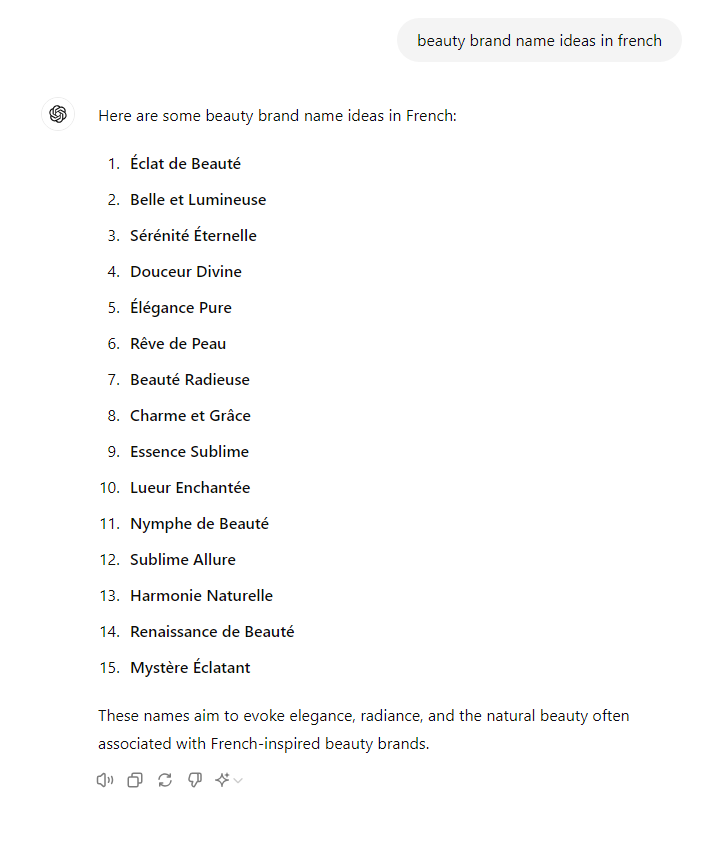 beauty brand name ideas in french
Here are some beauty brand name ideas in French:
1. Éclat de Beauté
2. Belle et Lumineuse
3. Sérénité Éternelle
4. Douceur Divine
5. Élégance Pure
6. Rêve de Peau
7. Beauté Radieuse
8. Charme et Grâce
9. Essence Sublime
10. Lueur Enchantée
11. Nymphe de Beauté
12. Sublime Allure
13. Harmonie Naturelle
14. Renaissance de Beauté
15. Mystère Éclatant
These names aim to evoke elegance, radiance, and the natural beauty often
associated with French-inspired beauty brands.